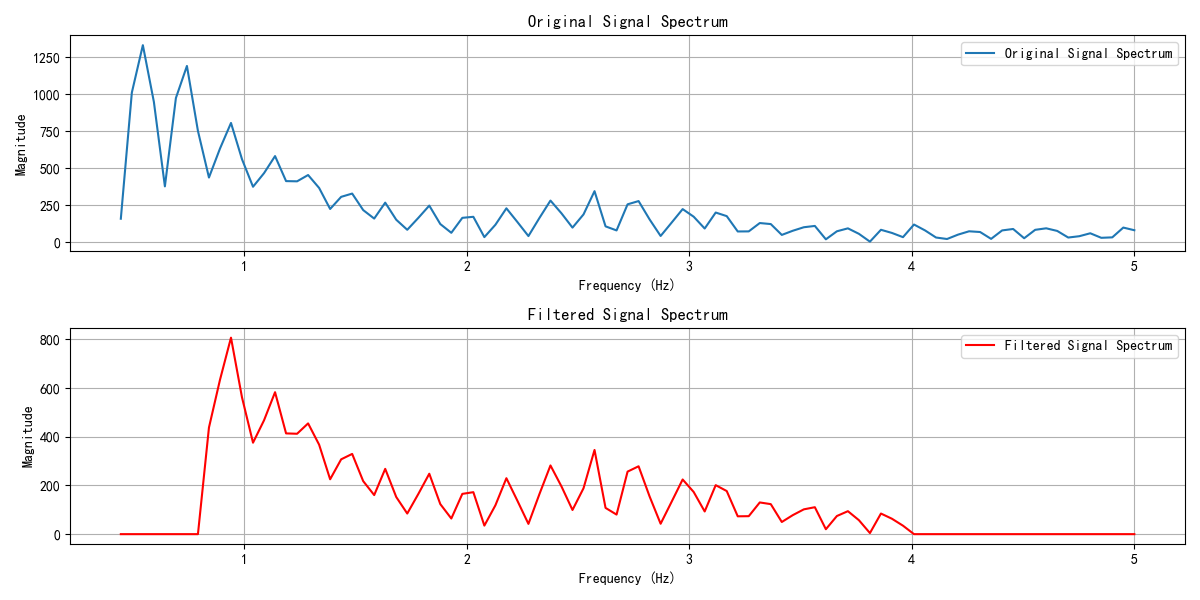 Original Signal Spectrum
Original Signal Spectrum
Magnitude
1250
1000
750
500
250
0
1 2 3 4 5
Frequency (Hz)
Filtered Signal Spectrum
Filtered Signal Spectrum
Magnitude
800
600
400
200
0
1 2 3 4 5
Frequency (Hz)